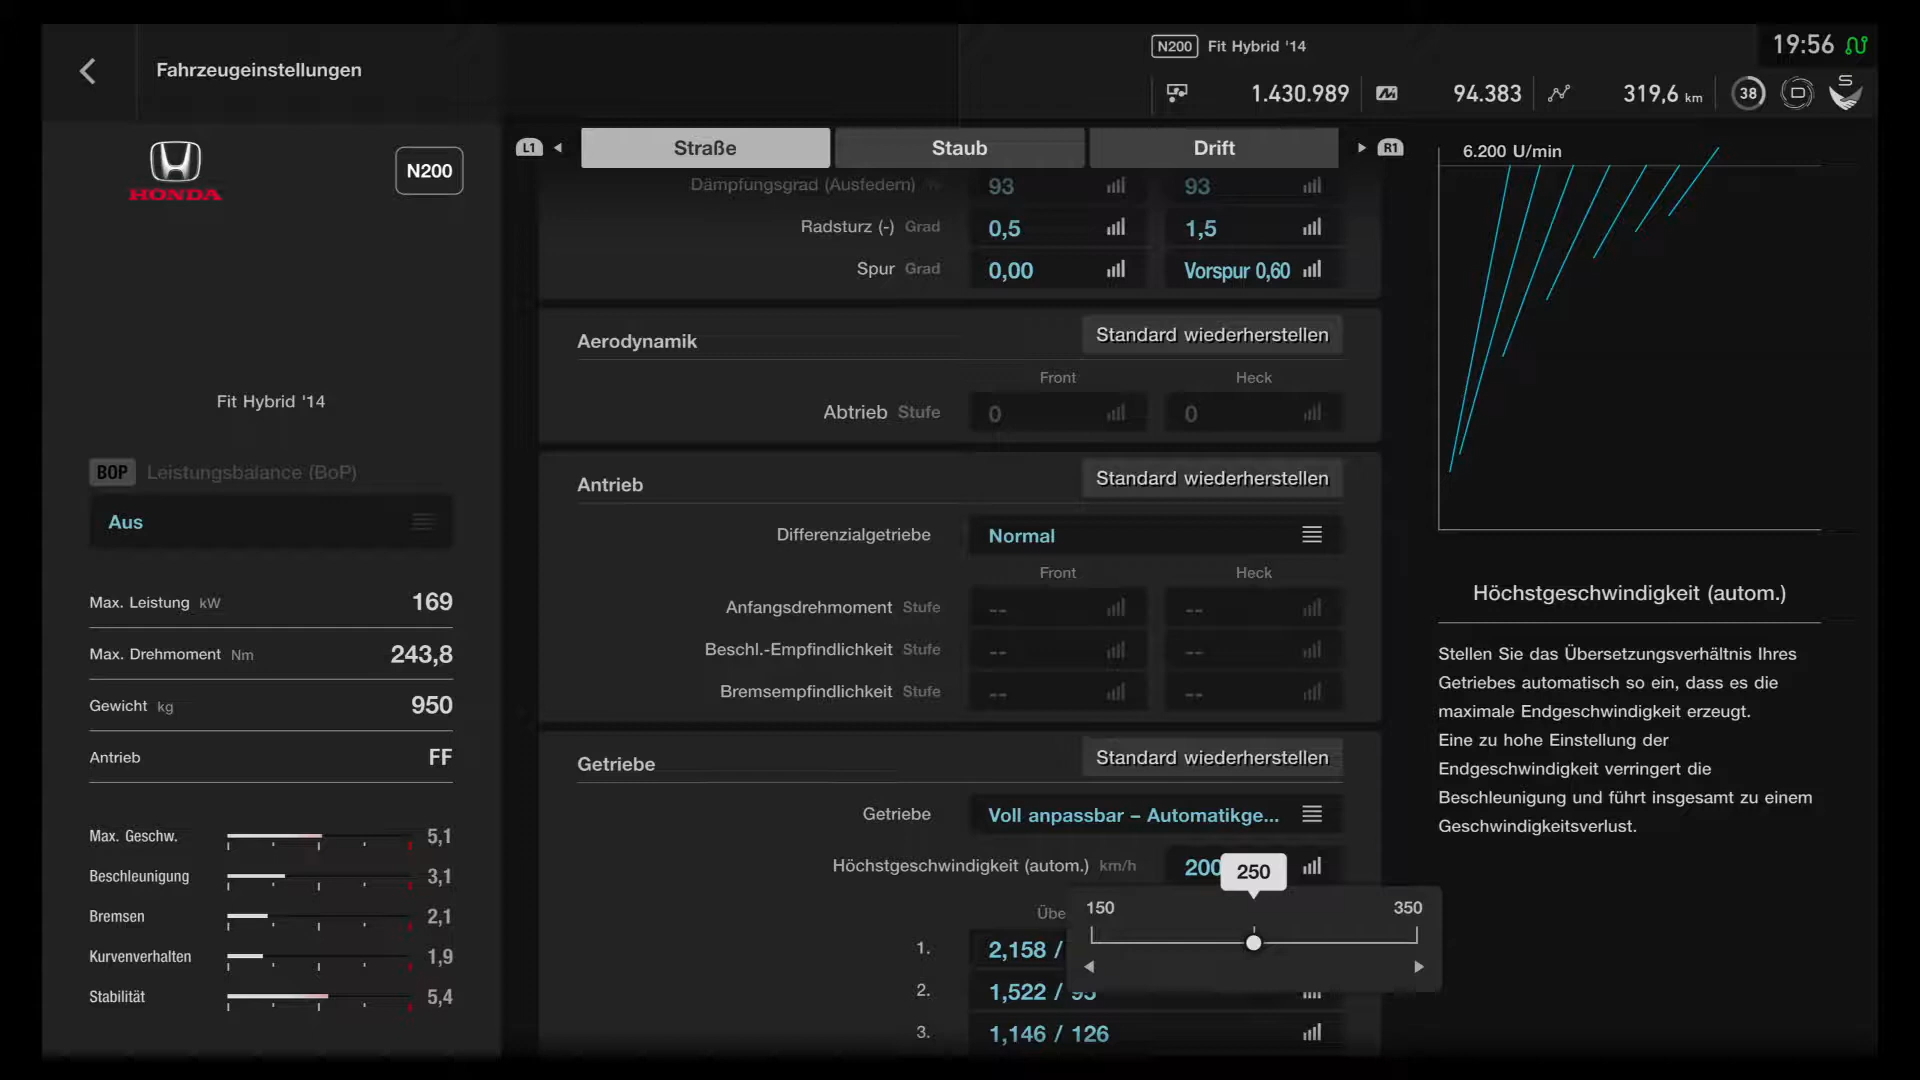 Fahrzeugeinstellungen
N200 Fit Hybrid '14
19:56
1.430.989
94.383
319,6 km
38
S
HONDA
N200
Fit Hybrid '14
BOP Leistungsbalance (BoP)
Aus
Max. Leistung kW 169
Max. Drehmoment Nm 243,8
Gewicht kg 950
Antrieb FF
Max. Geschw. 5,1
Beschleunigung 3,1
Bremsen 2,1
Kurvenverhalten 1,9
Stabilität 5,4
L1 Straße Staub Drift R1
Dämpfungsgrad (Ausfedern) % 93 93
Radsturz (-) Grad 0,5 1,5
Spur Grad 0,00 Vorspur 0,60
Aerodynamik Standard wiederherstellen
Front Heck
Abtrieb Stufe 0 0
Antrieb Standard wiederherstellen
Differenzialgetriebe Normal
Front Heck
Anfangsdrehmoment Stufe -- --
Beschl.-Empfindlichkeit Stufe -- --
Bremsempfindlichkeit Stufe -- --
Getriebe Standard wiederherstellen
Getriebe Voll anpassbar – Automatikge...
Höchstgeschwindigkeit (autom.) km/h 200
250
150 350
Übe
1. 2,158 /
2. 1,522 / 95
3. 1,146 / 126
6.200 U/min
Höchstgeschwindigkeit (autom.)
Stellen Sie das Übersetzungsverhältnis Ihres
Getriebes automatisch so ein, dass es die
maximale Endgeschwindigkeit erzeugt.
Eine zu hohe Einstellung der
Endgeschwindigkeit verringert die
Beschleunigung und führt insgesamt zu einem
Geschwindigkeitsverlust.